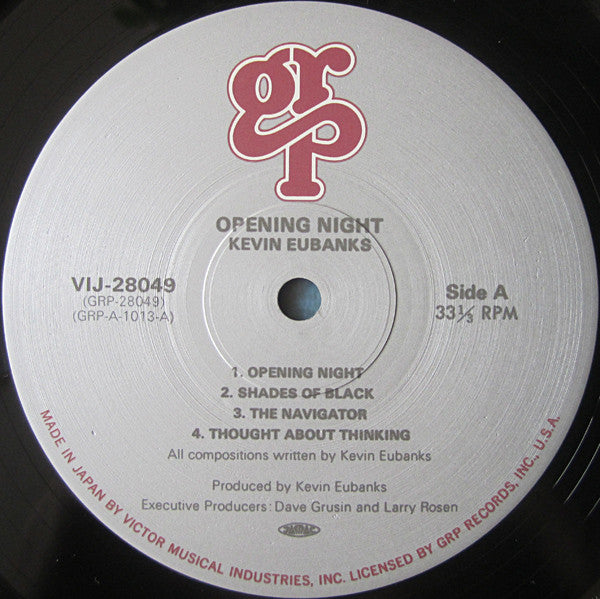 grp
OPENING NIGHT
KEVIN EUBANKS
VIJ-28049
(GRP-28049)
(GRP-A-1013-A)
Side A
33⅓ RPM
1. OPENING NIGHT
2. SHADES OF BLACK
3. THE NAVIGATOR
4. THOUGHT ABOUT THINKING
All compositions written by Kevin Eubanks
Produced by Kevin Eubanks
Executive Producers: Dave Grusin and Larry Rosen
MADE IN JAPAN BY VICTOR MUSICAL INDUSTRIES, INC. LICENSED BY GRP RECORDS, INC., U.S.A.